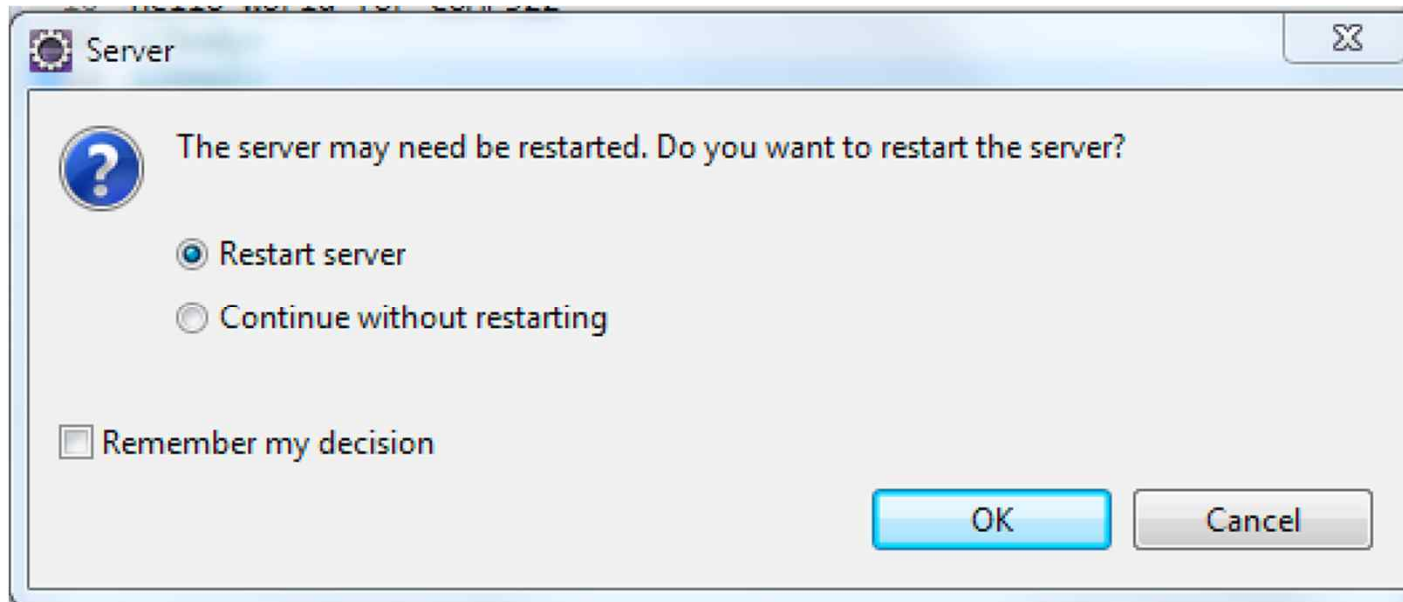 Server
The server may need be restarted. Do you want to restart the server?
Restart server
Continue without restarting
Remember my decision
OK Cancel